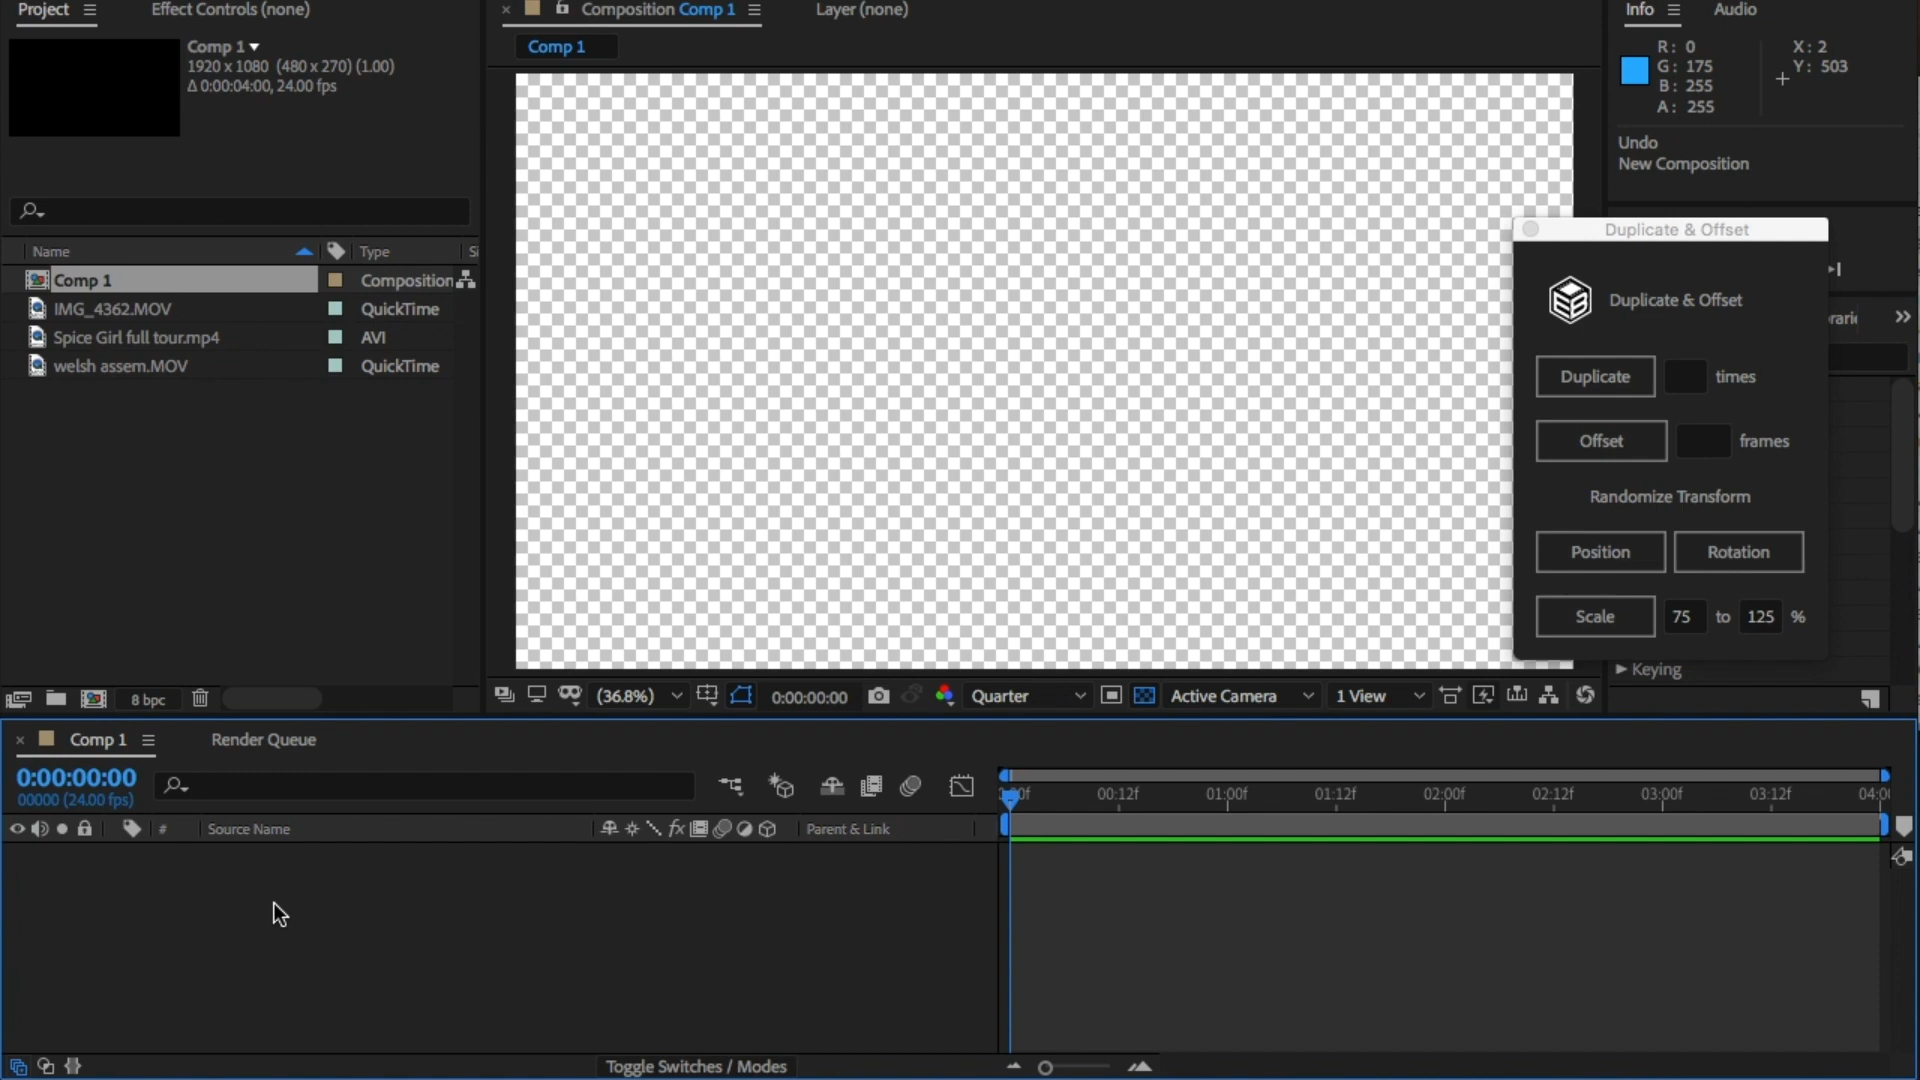 Project
Effect Controls (none)
Composition Comp 1
Layer (none)
Info
Audio
Comp 1
1920 x 1080 (480 x 270) (1.00)
Δ 0:00:04:00, 24.00 fps
Comp 1
R: 0
G: 175
B: 255
A: 255
X: 2
Y: 503
Undo
New Composition
Name
Type
Comp 1
Composition
IMG_4362.MOV
QuickTime
Spice Girl full tour.mp4
AVI
welsh assem.MOV
QuickTime
Duplicate & Offset
Duplicate & Offset
Duplicate
times
Offset
frames
Randomize Transform
Position
Rotation
Scale
75
to
125
%
Keying
8 bpc
(36.8%)
0:00:00:00
Quarter
Active Camera
1 View
Comp 1
Render Queue
0:00:00:00
00000 (24.00 fps)
00:12f
01:00f
01:12f
02:00f
02:12f
03:00f
03:12f
#
Source Name
fx
Parent & Link
Toggle Switches / Modes